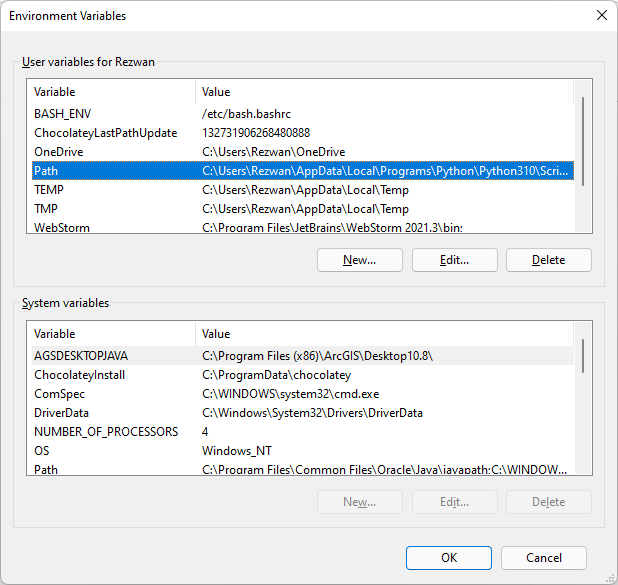 Environment Variables
User variables for Rezwan
Variable Value
BASH_ENV /etc/bash.bashrc
ChocolateyLastPathUpdate 132731906268480888
OneDrive C:\Users\Rezwan\OneDrive
Path C:\Users\Rezwan\AppData\Local\Programs\Python\Python310\Scri...
TEMP C:\Users\Rezwan\AppData\Local\Temp
TMP C:\Users\Rezwan\AppData\Local\Temp
WebStorm C:\Program Files\JetBrains\WebStorm 2021.3\bin;
New... Edit... Delete
System variables
Variable Value
AGSDESKTOPJAVA C:\Program Files (x86)\ArcGIS\Desktop10.8\
ChocolateyInstall C:\ProgramData\chocolatey
ComSpec C:\WINDOWS\system32\cmd.exe
DriverData C:\Windows\System32\Drivers\DriverData
NUMBER_OF_PROCESSORS 4
OS Windows_NT
Path C:\Program Files\Common Files\Oracle\Java\javapath;C:\WINDOW...
New... Edit... Delete
OK Cancel